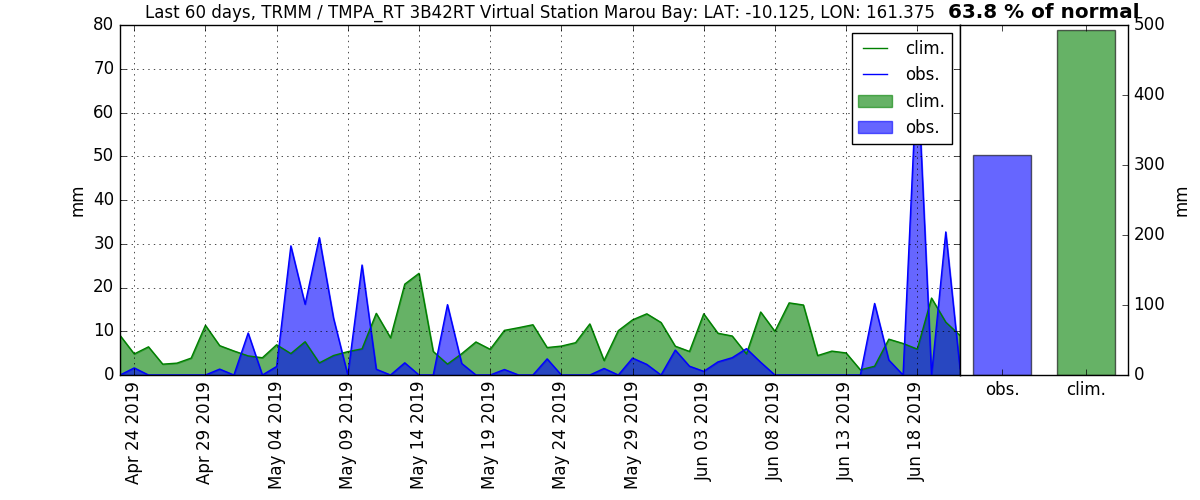 Last 60 days, TRMM / TMPA_RT 3B42RT Virtual Station Marou Bay: LAT: -10.125, LON: 161.375 63.8 % of normal
80
70
60
50
40
30
20
10
0
mm
clim.
obs.
clim.
obs.
500
400
300
200
100
0
mm
obs.
clim.
Apr 24 2019
Apr 29 2019
May 04 2019
May 09 2019
May 14 2019
May 19 2019
May 24 2019
May 29 2019
Jun 03 2019
Jun 08 2019
Jun 13 2019
Jun 18 2019